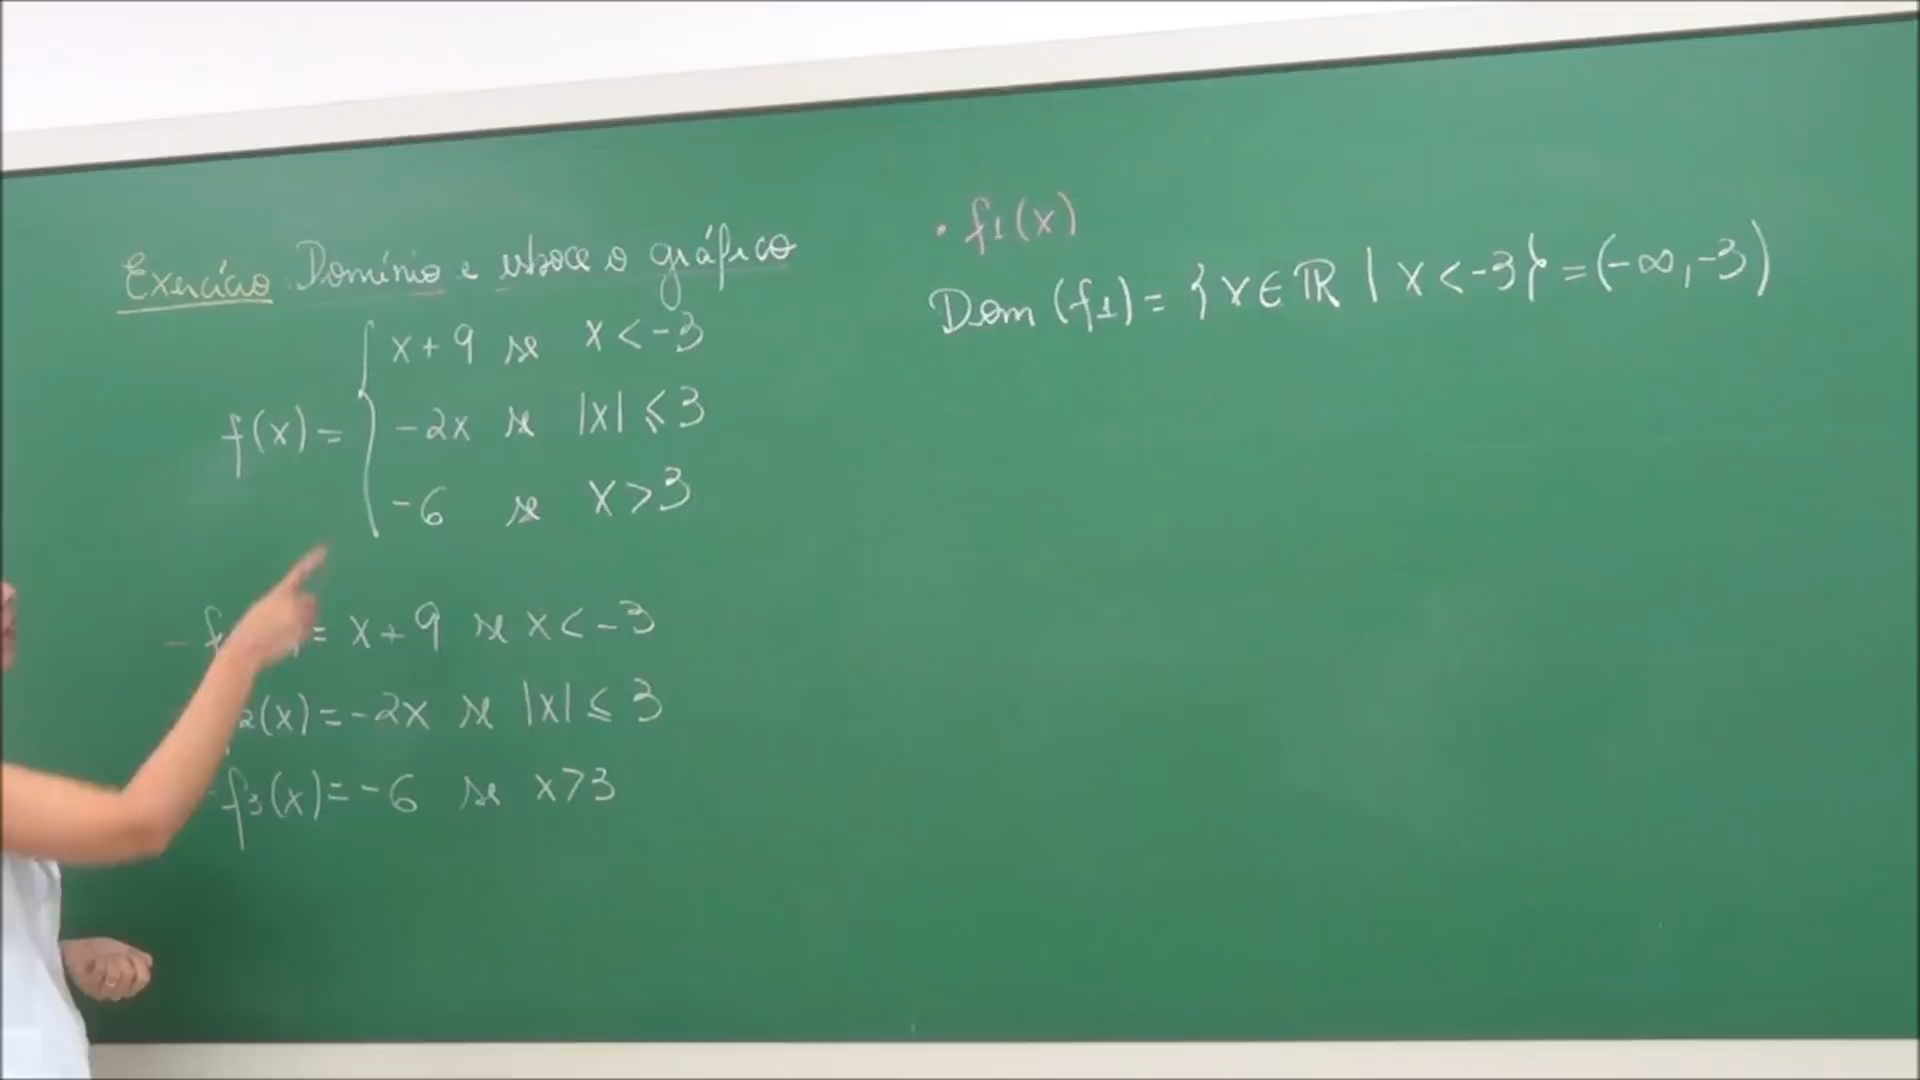 Exercício Domínio e esboce o gráfico
f(x) = { x + 9 se x < -3
-2x se |x| ≤ 3
-6 se x > 3
- f = x + 9 se x < -3
2(x) = -2x se |x| ≤ 3
- f3(x) = -6 se x > 3
• f1(x)
Dom (f1) = { x ∈ ℝ | x < -3 } = (-∞, -3)